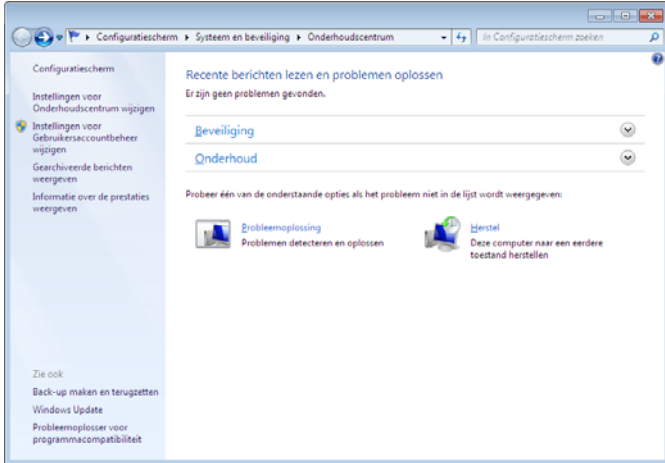 Configuratiescherm ▸ Systeem en beveiliging ▸ Onderhoudscentrum
In Configuratiescherm zoeken
Configuratiescherm
Instellingen voor
Onderhoudscentrum wijzigen
Instellingen voor
Gebruikersaccountbeheer
wijzigen
Gearchiveerde berichten
weergeven
Informatie over de prestaties
weergeven
Recente berichten lezen en problemen oplossen
Er zijn geen problemen gevonden.
Beveiliging
Onderhoud
Probeer één van de onderstaande opties als het probleem niet in de lijst wordt weergegeven:
Probleemoplossing
Problemen detecteren en oplossen
Herstel
Deze computer naar een eerdere
toestand herstellen
Zie ook
Back-up maken en terugzetten
Windows Update
Probleemoplosser voor
programmacompatibiliteit